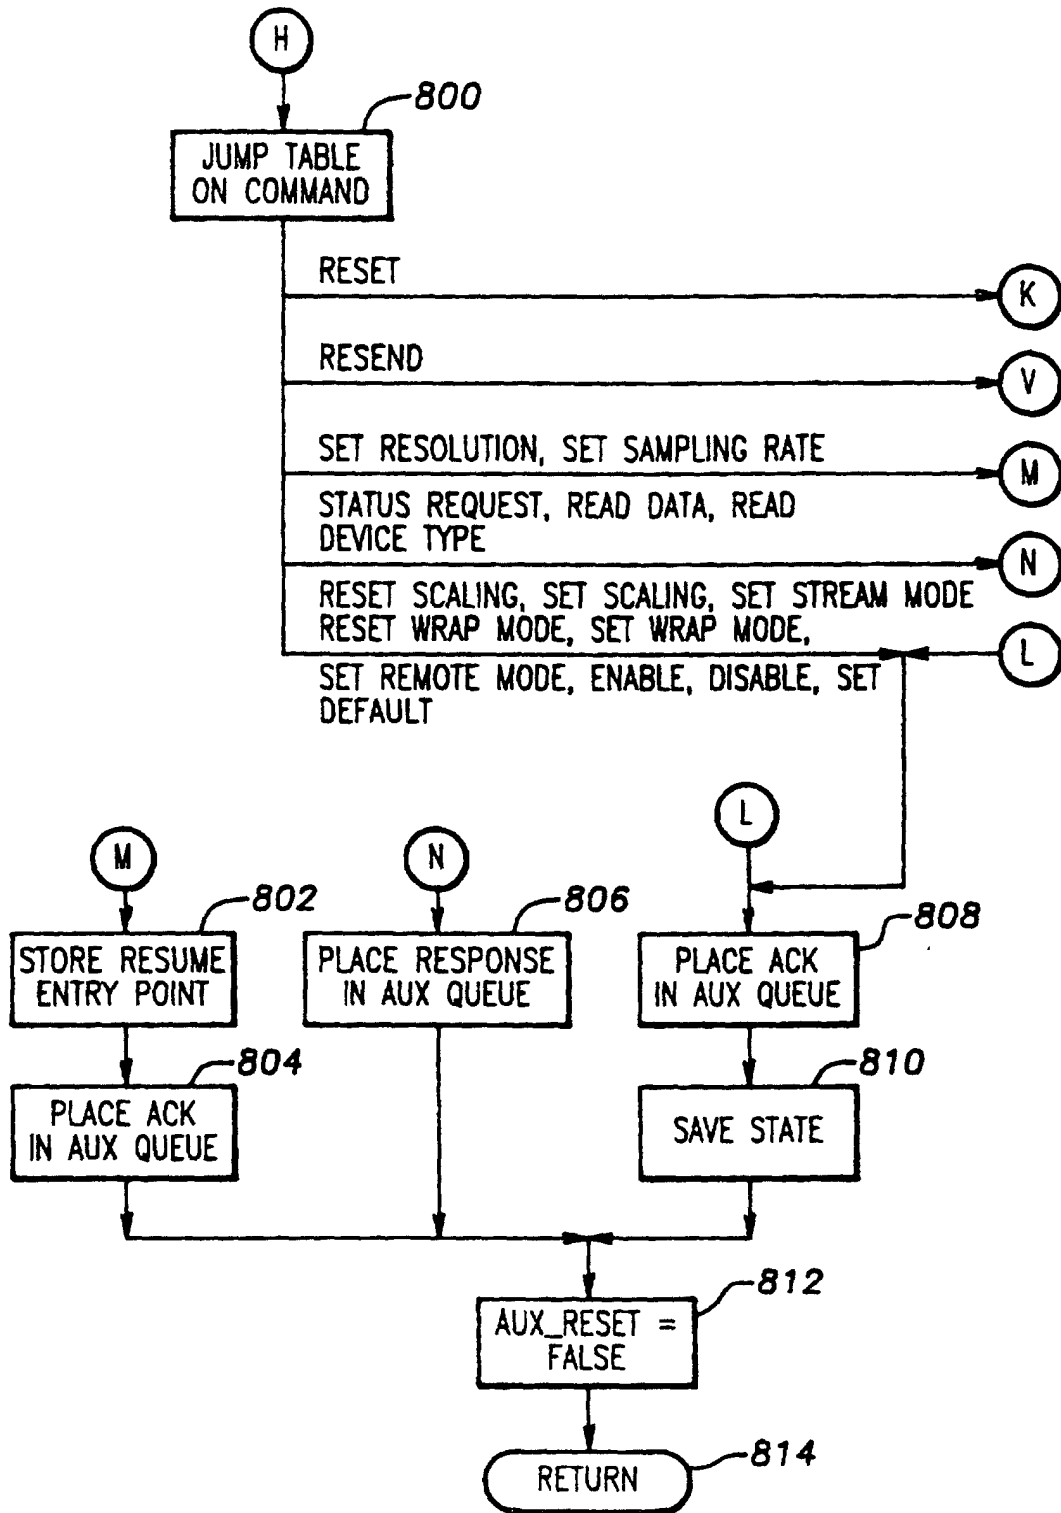 H
800
JUMP TABLE
ON COMMAND
RESET
K
RESEND
V
SET RESOLUTION, SET SAMPLING RATE
M
STATUS REQUEST, READ DATA, READ
DEVICE TYPE
N
RESET SCALING, SET SCALING, SET STREAM MODE
RESET WRAP MODE, SET WRAP MODE,
L
SET REMOTE MODE, ENABLE, DISABLE, SET
DEFAULT
L
M
N
802
806
808
STORE RESUME
ENTRY POINT
PLACE RESPONSE
IN AUX QUEUE
PLACE ACK
IN AUX QUEUE
804
810
PLACE ACK
IN AUX QUEUE
SAVE STATE
812
AUX_RESET =
FALSE
814
RETURN